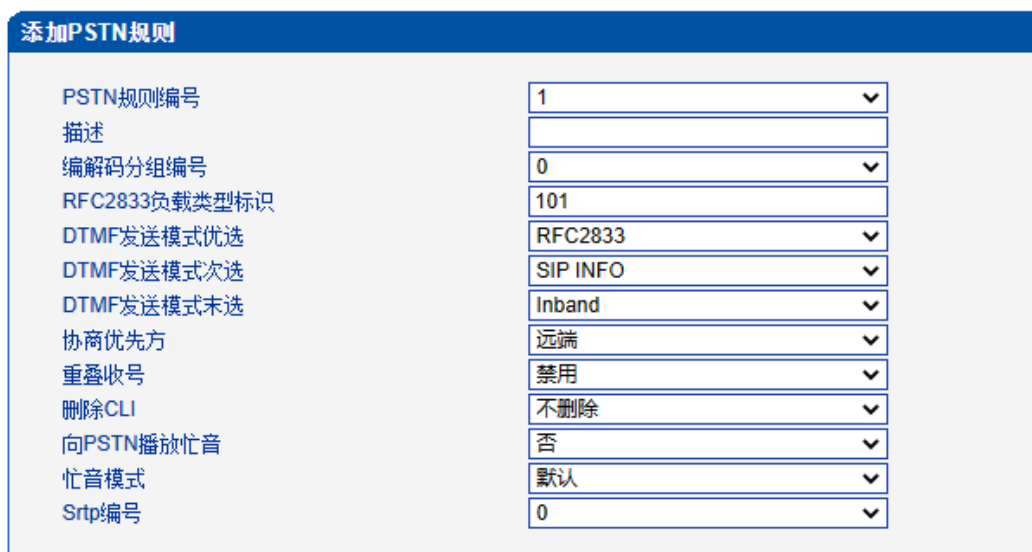 添加PSTN规则
PSTN规则编号 1
描述
编解码分组编号 0
RFC2833负载类型标识 101
DTMF发送模式优选 RFC2833
DTMF发送模式次选 SIP INFO
DTMF发送模式末选 Inband
协商优先方 远端
重叠收号 禁用
删除CLI 不删除
向PSTN播放忙音 否
忙音模式 默认
Srtp编号 0